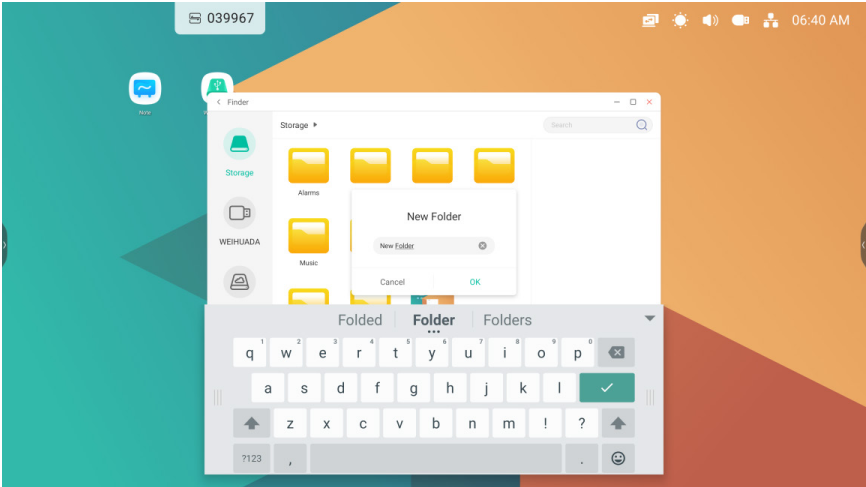 039967
06:40 AM
Note
Finder
Storage
Search
Storage
Alarms
New Folder
New Folder
WEIHUADA
Music
Cancel OK
Folded Folder Folders
q 1 w 2 e 3 r 4 t 5 y 6 u 7 i 8 o 9 p 0
a s d f g h j k l
z x c v b n m ! ?
?123 , .